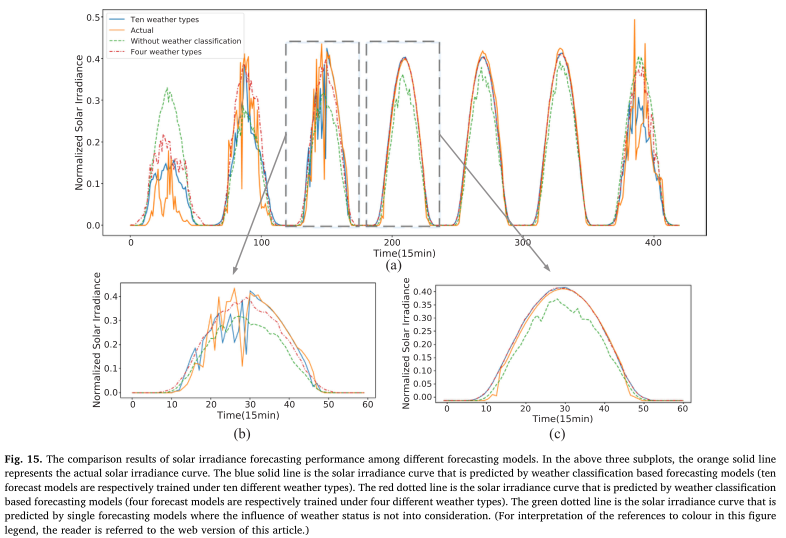 Ten weather types
Actual
Without weather classification
Four weather types
Normalized Solar Irradiance
0.5
0.4
0.3
0.2
0.1
0.0
0 100 200 300 400
Time(15min)
(a)
Normalized Solar Irradiance
0.4
0.3
0.2
0.1
0.0
0 10 20 30 40 50 60
Time(15min)
(b)
Normalized Solar Irradiance
0.40
0.35
0.30
0.25
0.20
0.15
0.10
0.05
0.00
0 10 20 30 40 50 60
Time(15min)
(c)
Fig. 15. The comparison results of solar irradiance forecasting performance among different forecasting models. In the above three subplots, the orange solid line
represents the actual solar irradiance curve. The blue solid line is the solar irradiance curve that is predicted by weather classification based forecasting models (ten
forecast models are respectively trained under ten different weather types). The red dotted line is the solar irradiance curve that is predicted by weather classification
based forecasting models (four forecast models are respectively trained under four different weather types). The green dotted line is the solar irradiance curve that is
predicted by single forecasting models where the influence of weather status is not into consideration. (For interpretation of the references to colour in this figure
legend, the reader is referred to the web version of this article.)